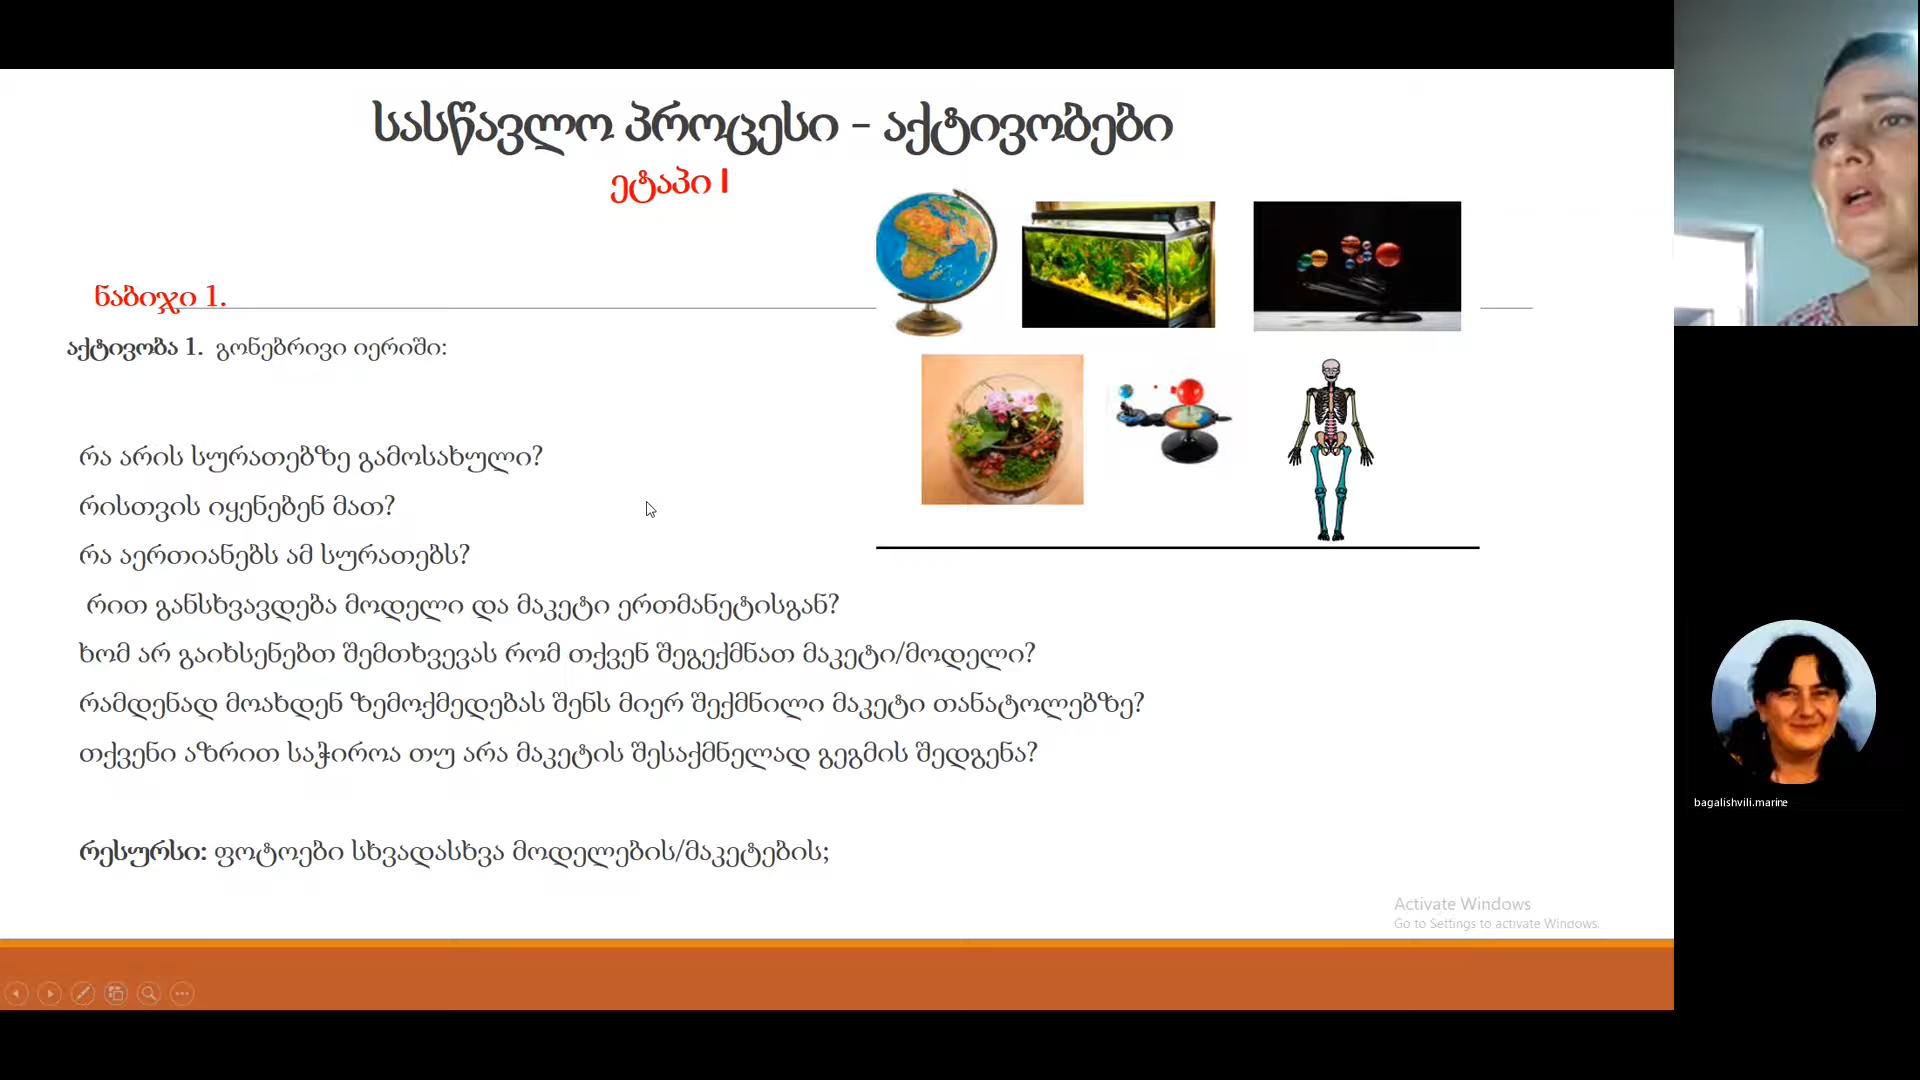 სასწავლო პროცესი - აქტივობები
ეტაპი I
ნაბიჯი 1.
აქტივობა 1. გონებრივი იერიში:
რა არის სურათებზე გამოსახული?
რისთვის იყენებენ მათ?
რა აერთიანებს ამ სურათებს?
რით განსხვავდება მოდელი და მაკეტი ერთმანეტისგან?
ხომ არ გაიხსენებთ შემთხვევას რომ თქვენ შეგექმნათ მაკეტი/მოდელი?
რამდენად მოახდენ ზემოქმედებას შენს მიერ შექმნილი მაკეტი თანატოლებზე?
თქვენი აზრით საჭიროა თუ არა მაკეტის შესაქმნელად გეგმის შედგენა?
რესურსი: ფოტოები სხვადასხვა მოდელების/მაკეტების;
Activate Windows
Go to Settings to activate Windows.
bagalishvili.marine